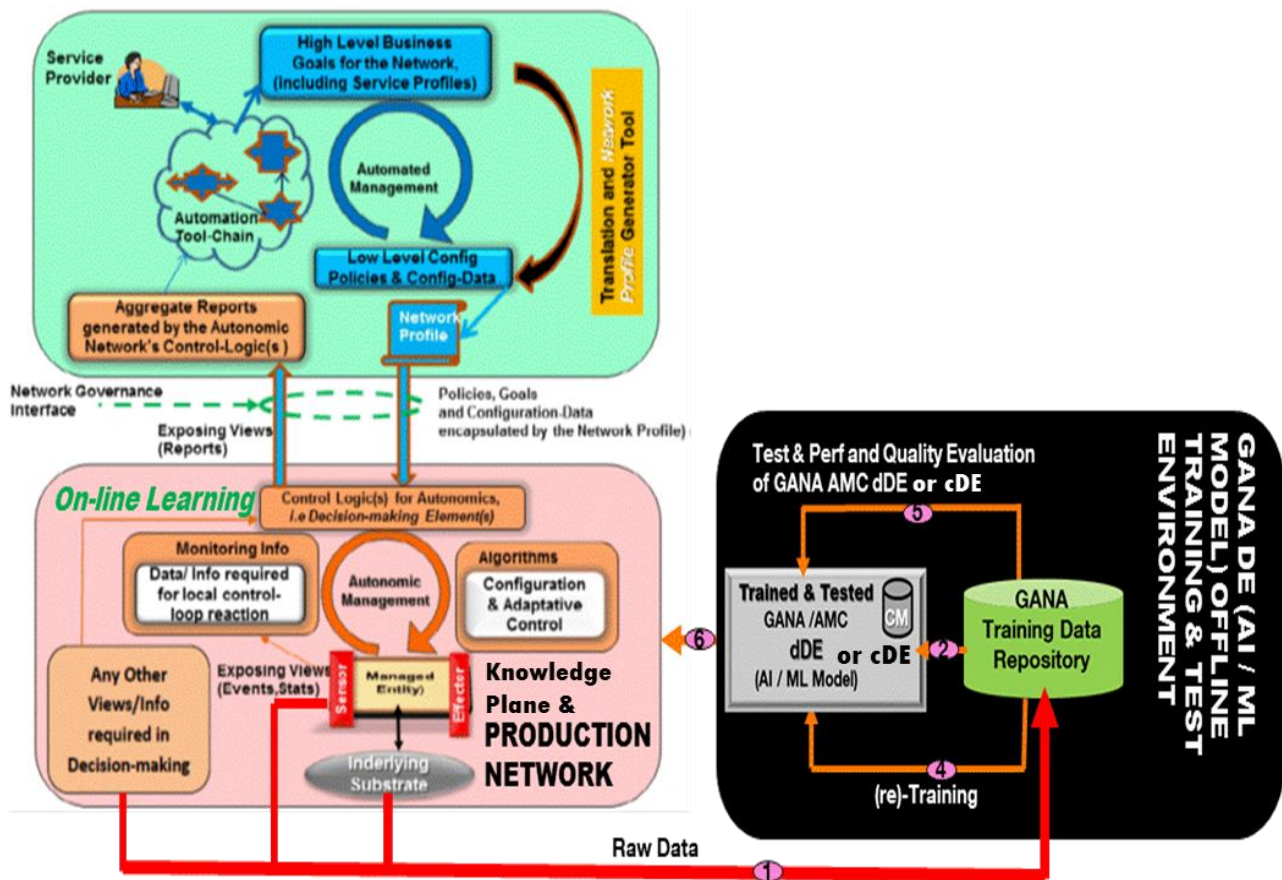 Service
Provider
High Level Business
Goals for the Network,
(including Service Profiles)
Automated
Management
Automation
Tool-Chain
Low Level Config
Policies & Config-Data
Translation and Network
Profile Generator Tool
Aggregate Reports
generated by the Autonomic
Network's Control-Logic(s )
Network
Profile
Network Governance
Interface
Exposing Views
(Reports)
Policies, Goals
and Configuration-Data
encapsulated by the Network Profile)
On-line Learning
Control Logic(s) for Autonomics,
i.e Decision-making Element(s)
Monitoring Info
Data/ Info required
for local control-
loop reaction
Autonomic
Management
Algorithms
Configuration
& Adaptative
Control
Any Other
Views/Info
required in
Decision-making
Exposing Views
(Events,Stats)
Sensor
Managed
Entity)
Effector
Inderlying
Substrate
Knowledge
Plane &
PRODUCTION
NETWORK
6
Test & Perf and Quality Evaluation
of GANA AMC dDE or cDE
5
Trained & Tested
GANA /AMC
dDE or cDE
(AI / ML Model)
CM
2
GANA
Training Data
Repository
4
(re)-Training
GANA DE (AI / ML
MODEL) OFFLINE
TRAINING & TEST
ENVIRONMENT
Raw Data
1